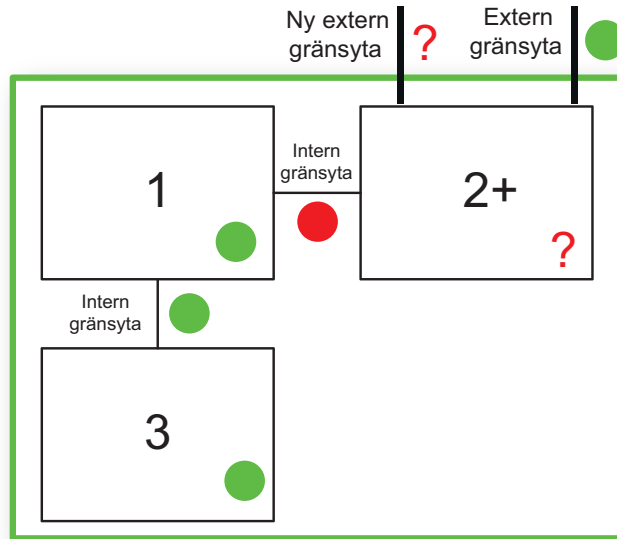 Ny extern
gränsyta
?
Extern
gränsyta
1
Intern
gränsyta
2+
?
Intern
gränsyta
3